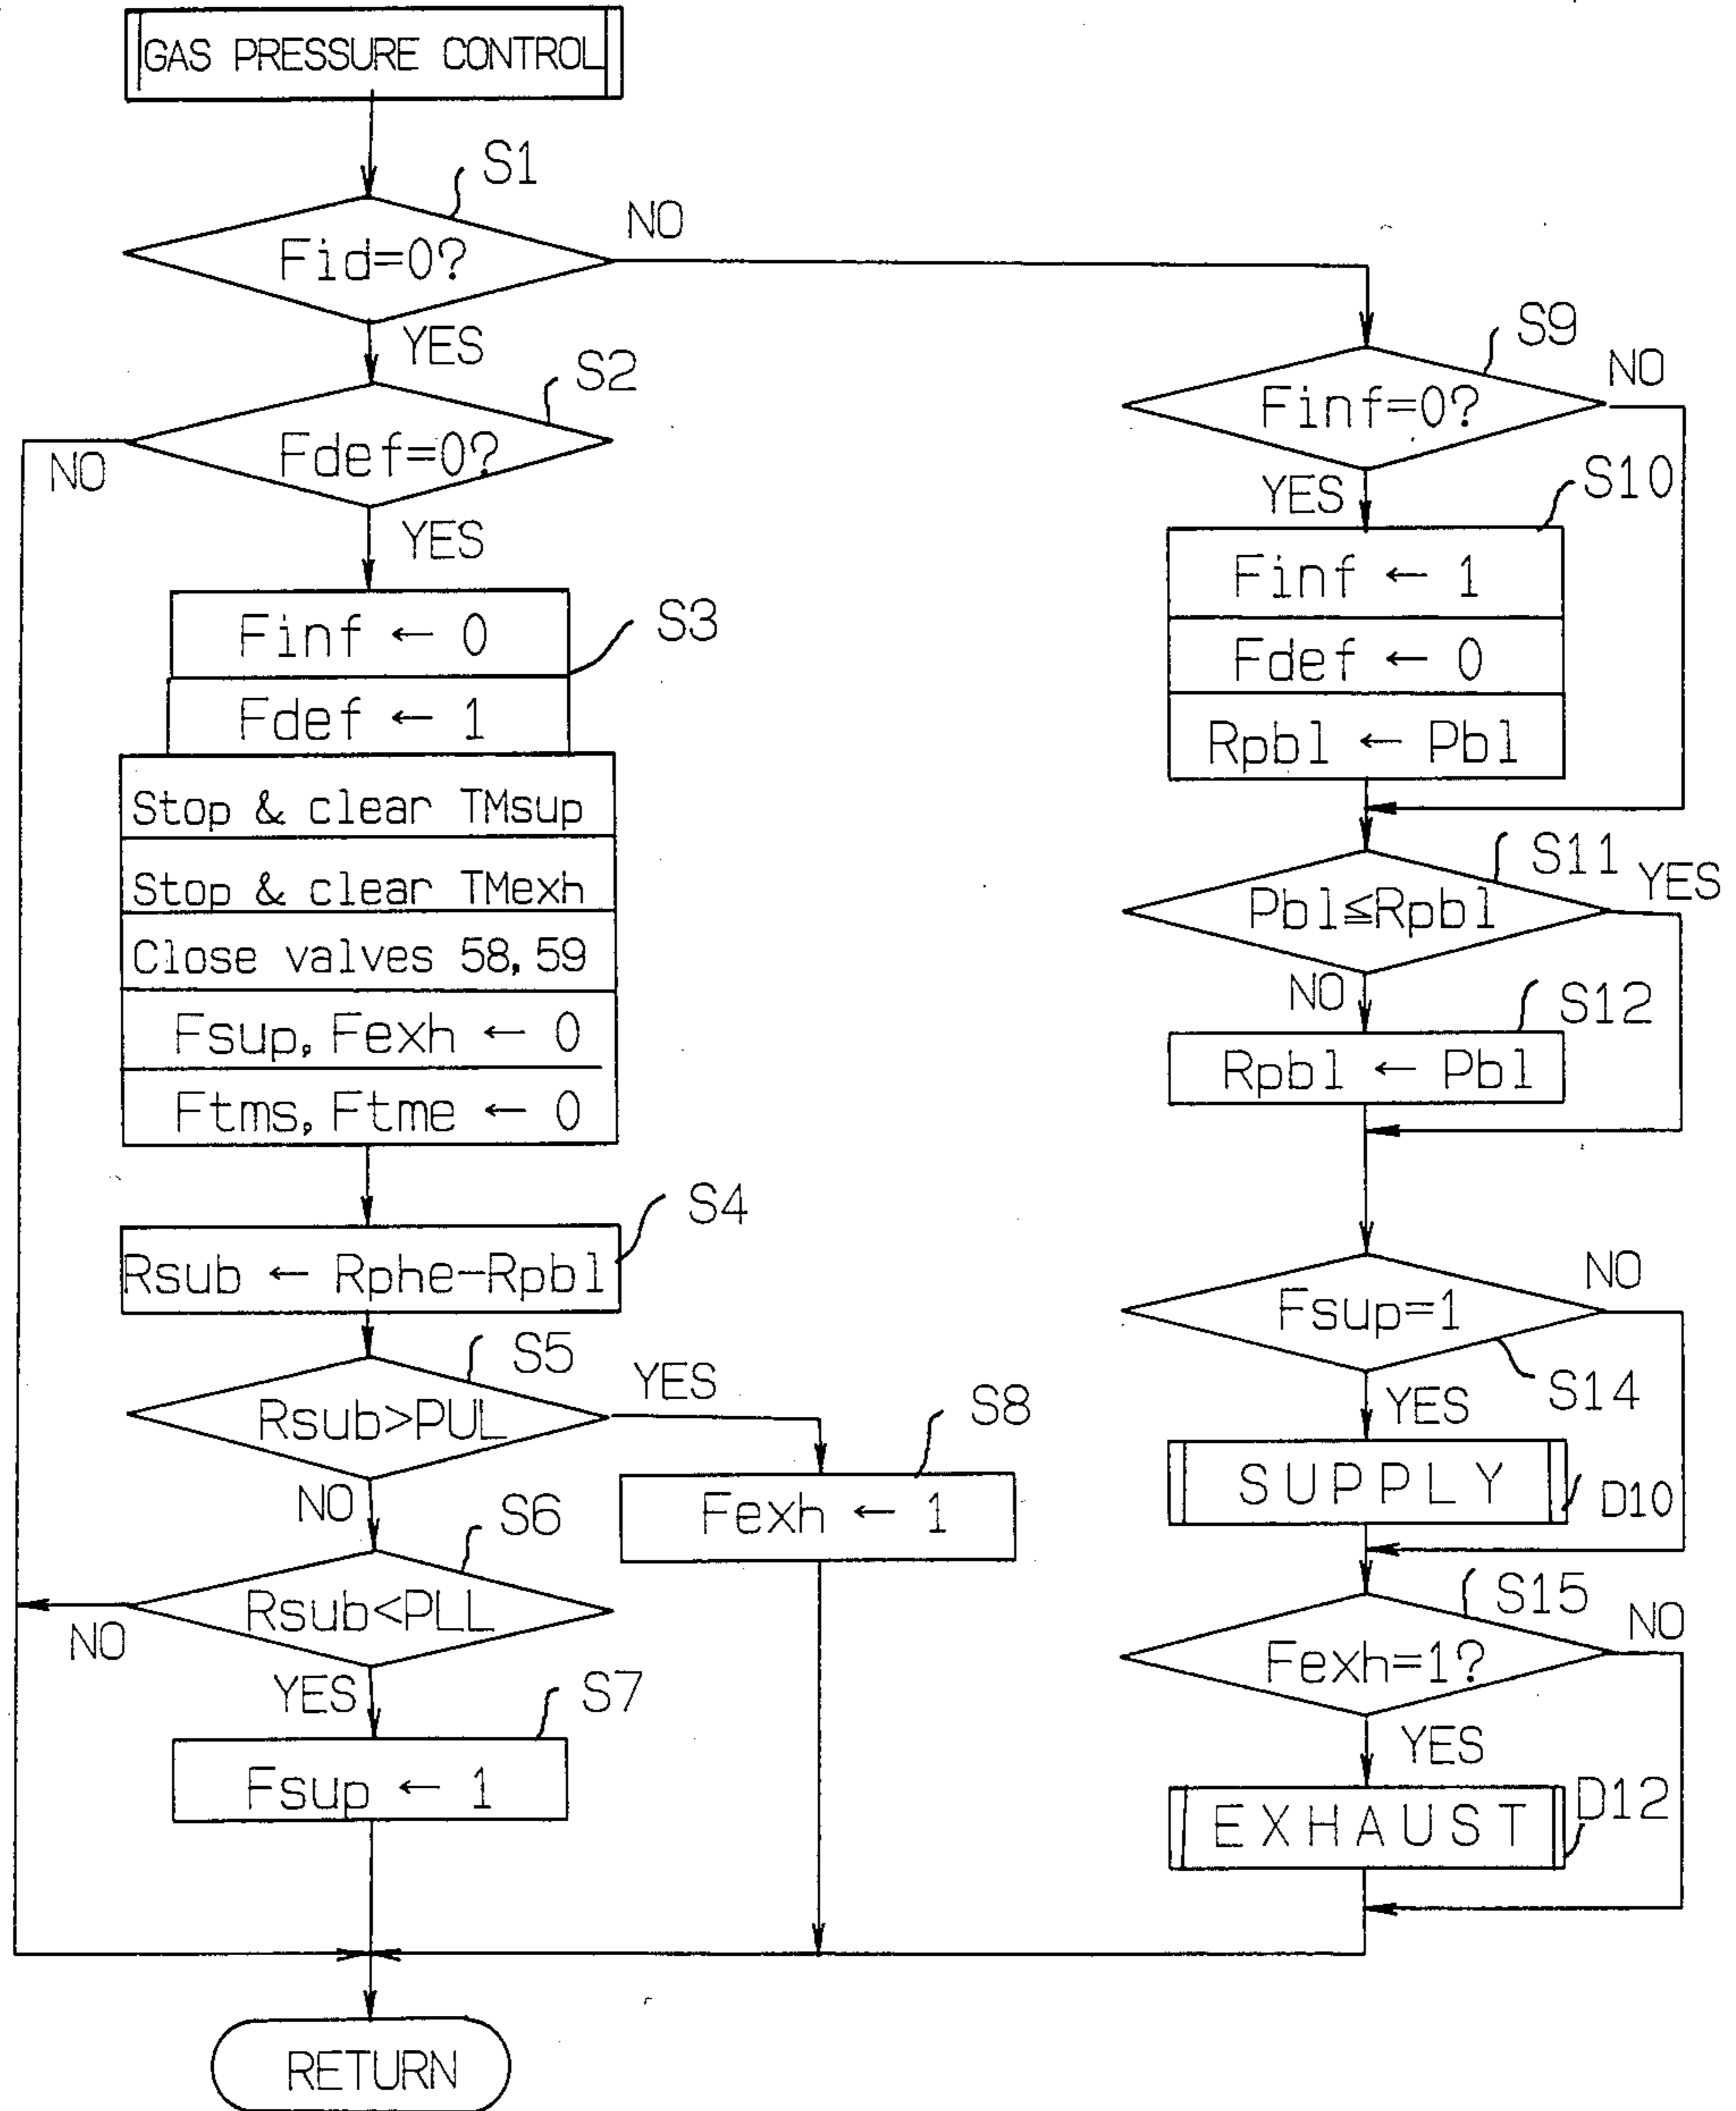 GAS PRESSURE CONTROL
S1
Fid=0?
NO
YES
S2
Fdef=0?
NO
YES
S3
Finf ← 0
Fdef ← 1
Stop & clear TMsup
Stop & clear TMexh
Close valves 58,59
Fsup, Fexh ← 0
Ftms, Ftme ← 0
S4
Rsub ← Rphe-Rpbl
S5
Rsub>PUL
YES
NO
S8
Fexh ← 1
S6
Rsub<PLL
NO
YES
S7
Fsup ← 1
S9
Finf=0?
NO
YES
S10
Finf ← 1
Fdef ← 0
Rpbl ← Pbl
S11
Pbl≦Rpbl
YES
NO
S12
Rpbl ← Pbl
Fsup=1
NO
S14
YES
SUPPLY
D10
S15
Fexh=1?
NO
YES
EXHAUST
D12
RETURN